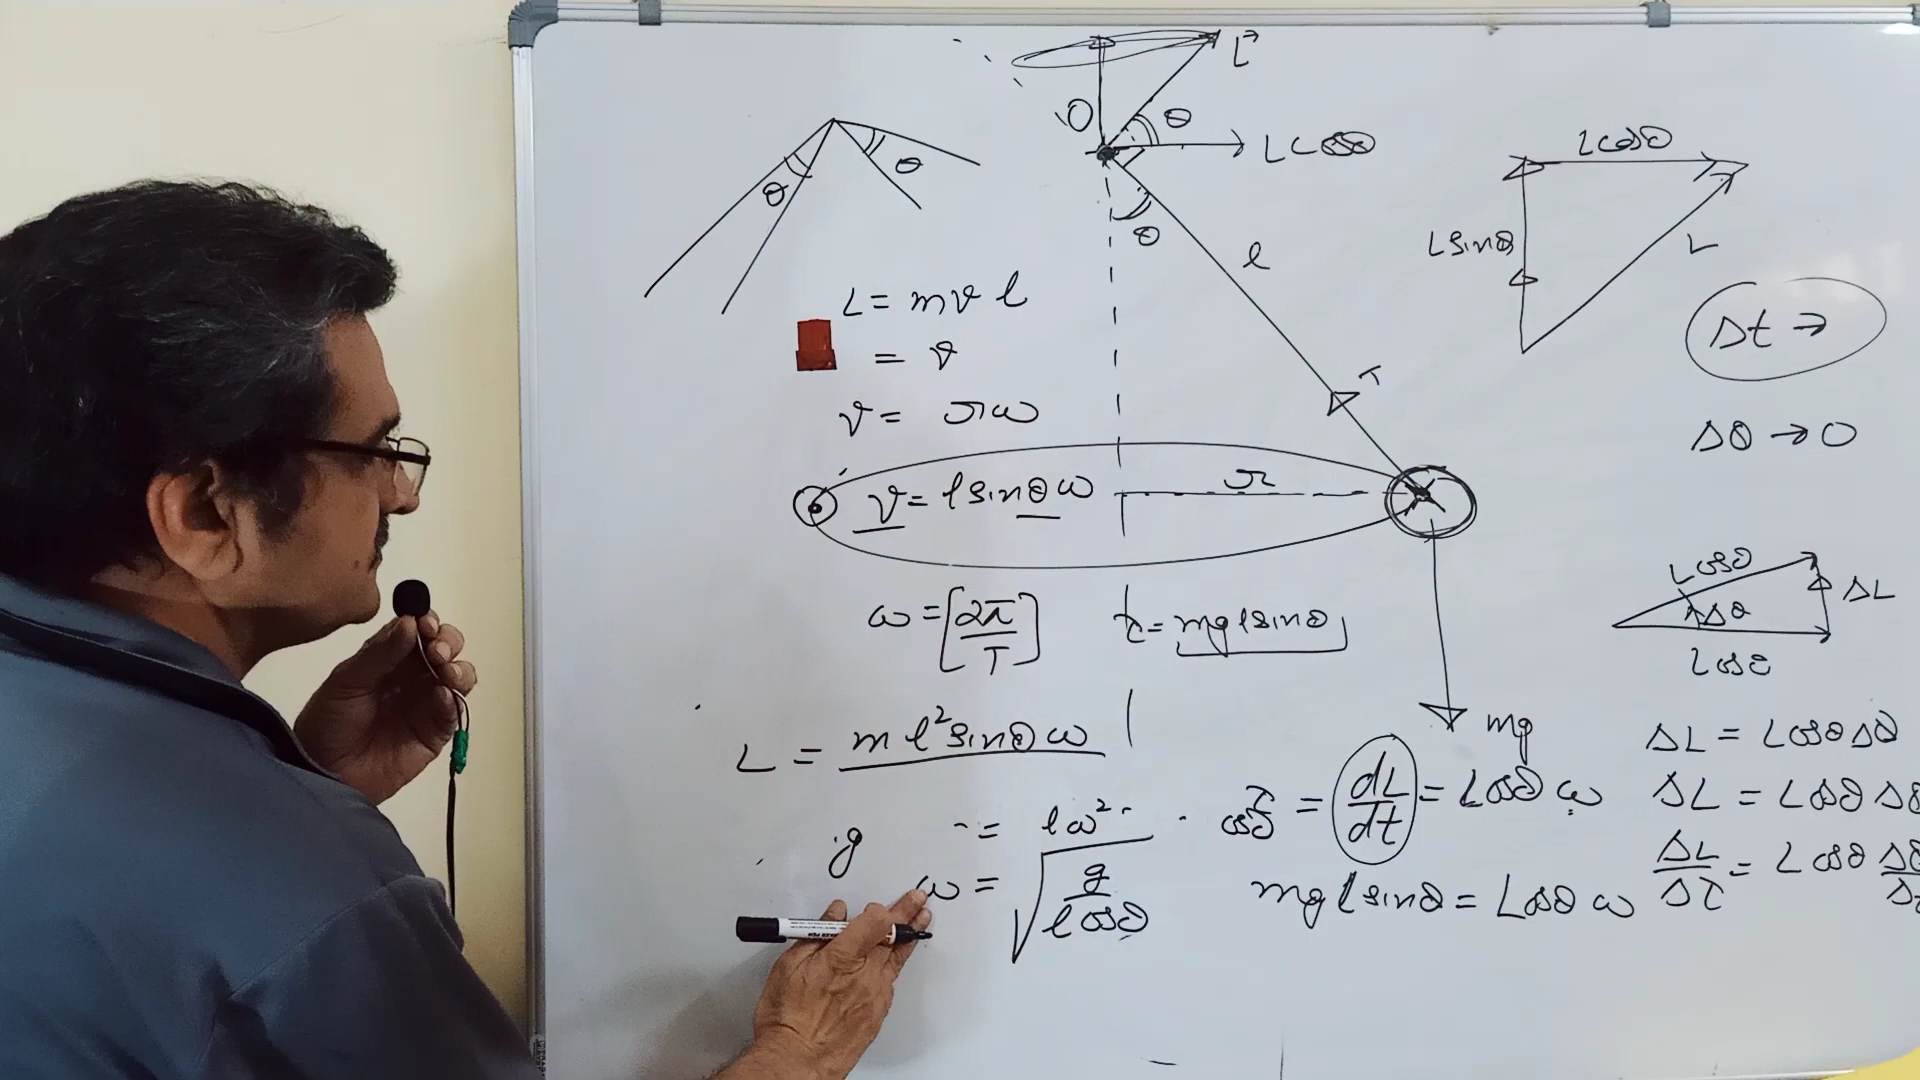 L⃗
O
θ
L cosθ
L cosθ
θ
θ
θ
L sinθ
L
l
L = mvl
Δt →
= v
T
v = rω
Δθ → 0
v = l sinθ ω
r
L cosθ
ΔL
Δθ
ω = [2π/T]
τ = mg l sinθ
L cosθ
mg
L = ml² sinθ ω
ΔL = L cosθ Δθ
dL/dt = L cosθ ω
ΔL = L cosθ Δθ
g = lω² · cosθ
ΔL/Δt = L cosθ Δθ/Δt
ω = √(g/l cosθ)
mg l sinθ = L cosθ ω